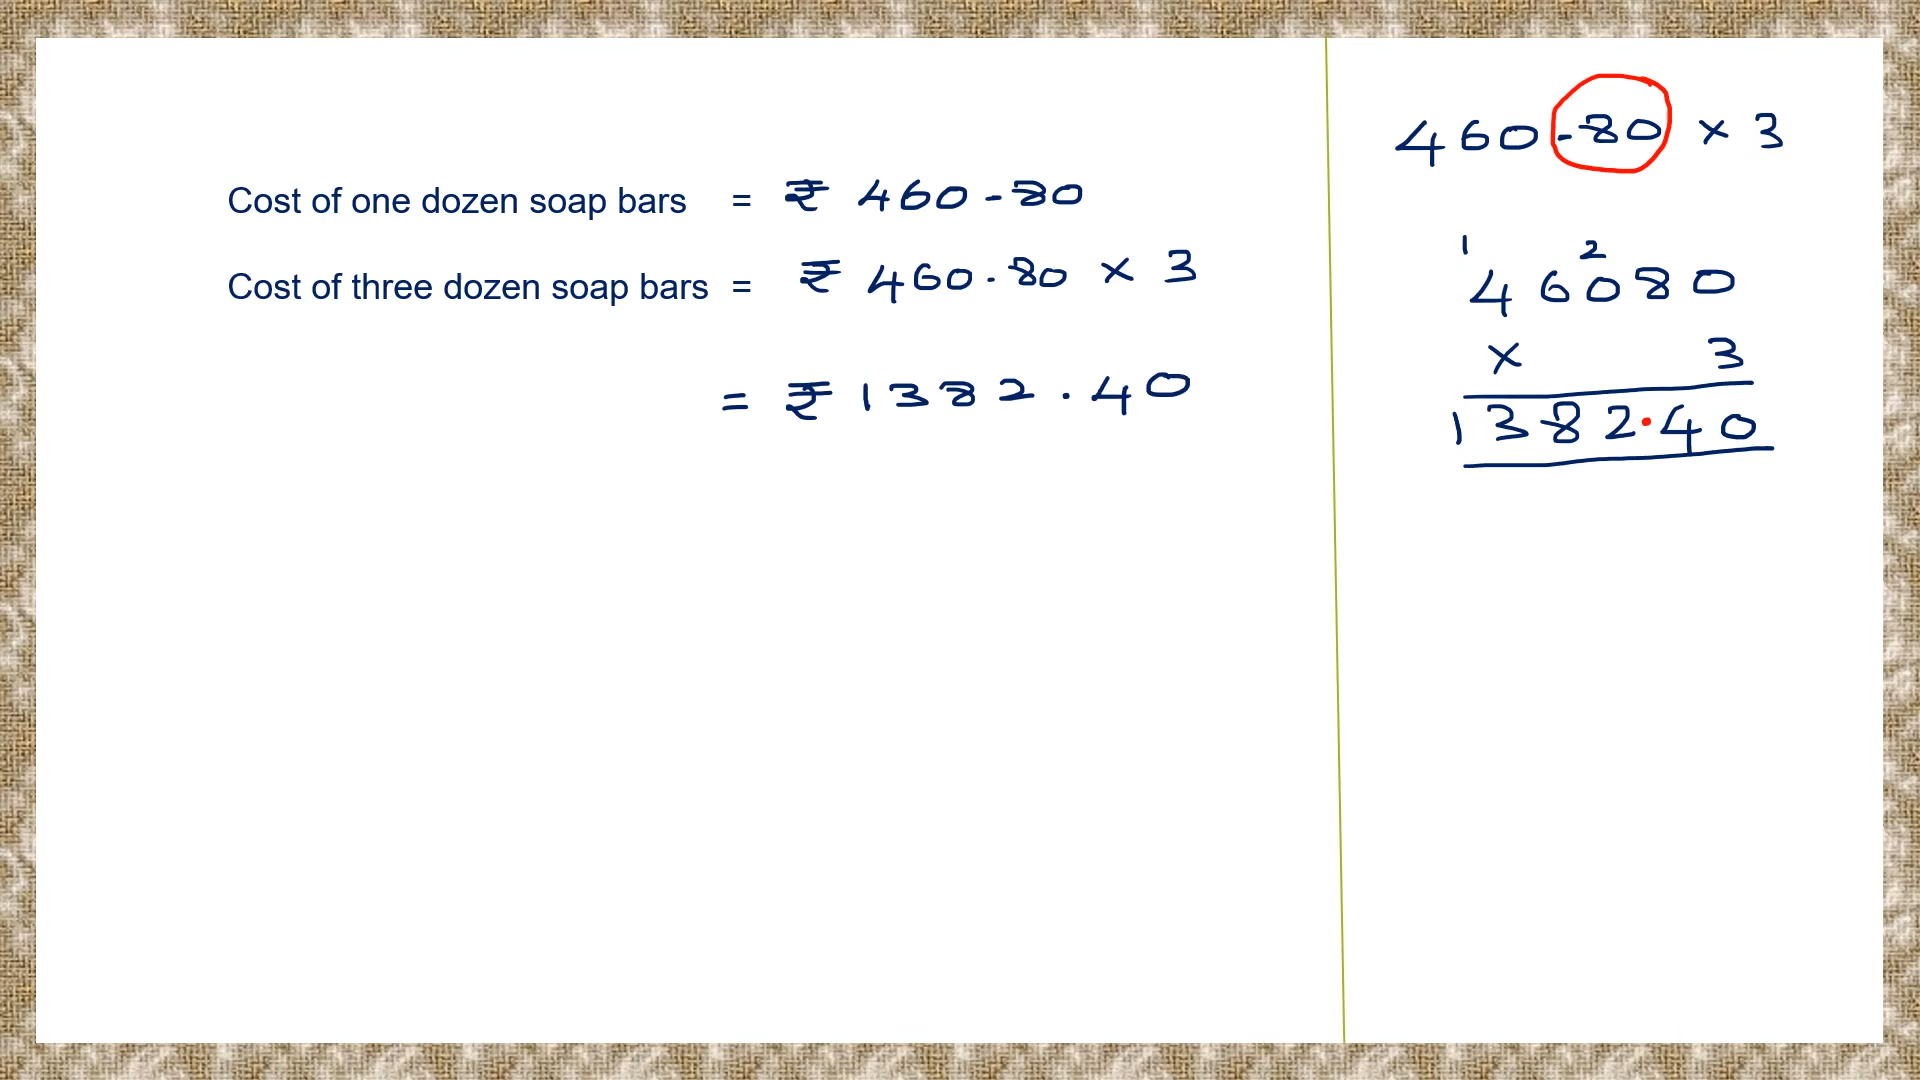 Cost of one dozen soap bars = ₹ 460-80
Cost of three dozen soap bars = ₹ 460.80 × 3
= ₹ 1382.40
460.80 × 3
1 2
46080
× 3
1382.40